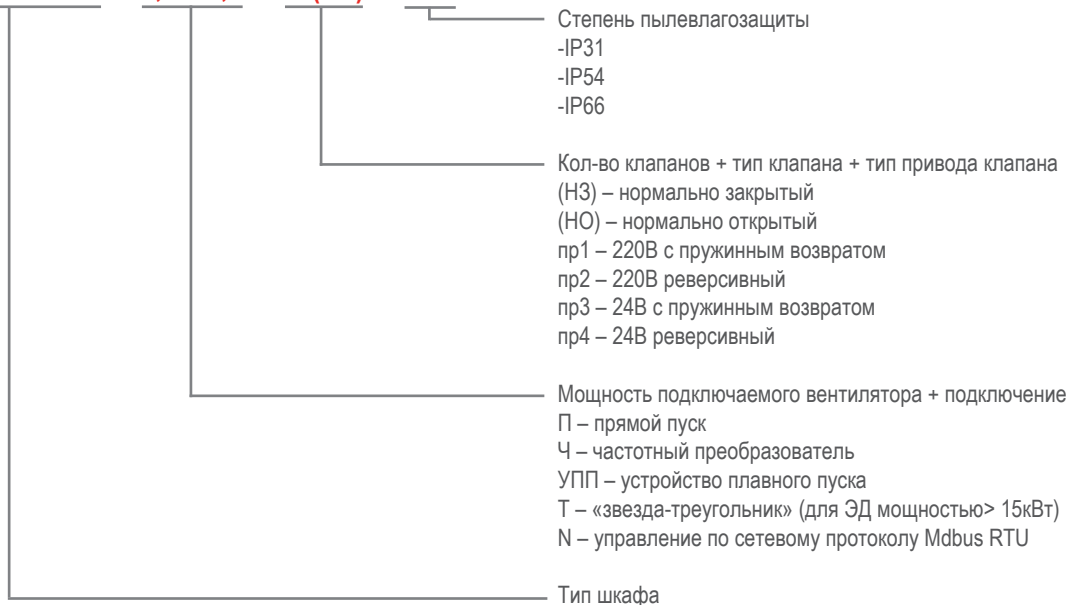 Степень пылевлагозащиты
-IP31
-IP54
-IP66
Кол-во клапанов + тип клапана + тип привода клапана
(НЗ) – нормально закрытый
(НО) – нормально открытый
пр1 – 220В с пружинным возвратом
пр2 – 220В реверсивный
пр3 – 24В с пружинным возвратом
пр4 – 24В реверсивный
Мощность подключаемого вентилятора + подключение
П – прямой пуск
Ч – частотный преобразователь
УПП – устройство плавного пуска
Т – «звезда-треугольник» (для ЭД мощностью> 15кВт)
N – управление по сетевому протоколу Mdbus RTU
Тип шкафа